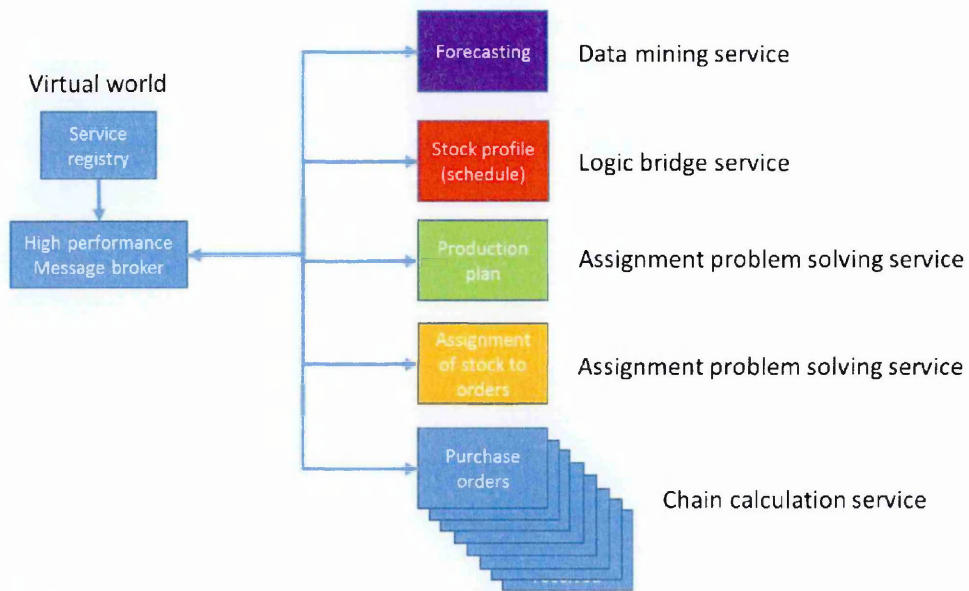 Forecasting
Data mining service
Virtual world
Service
registry
Stock profile
(schedule)
Logic bridge service
High performance
Message broker
Production
plan
Assignment problem solving service
Assignment
of stock to
orders
Assignment problem solving service
Purchase
orders
Chain calculation service